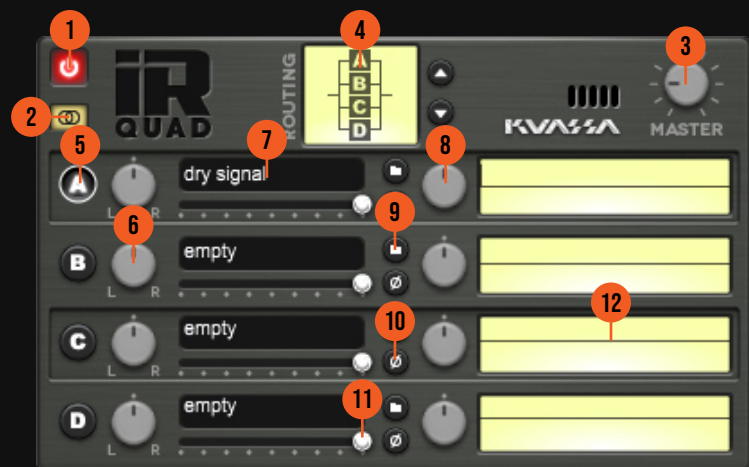 1
2
3
4
5
6
7
8
9
10
11
12
IR
QUAD
ROUTING
A
B
C
D
KVASSA
MASTER
A
L R
dry signal
B
L R
empty
C
L R
empty
D
L R
empty